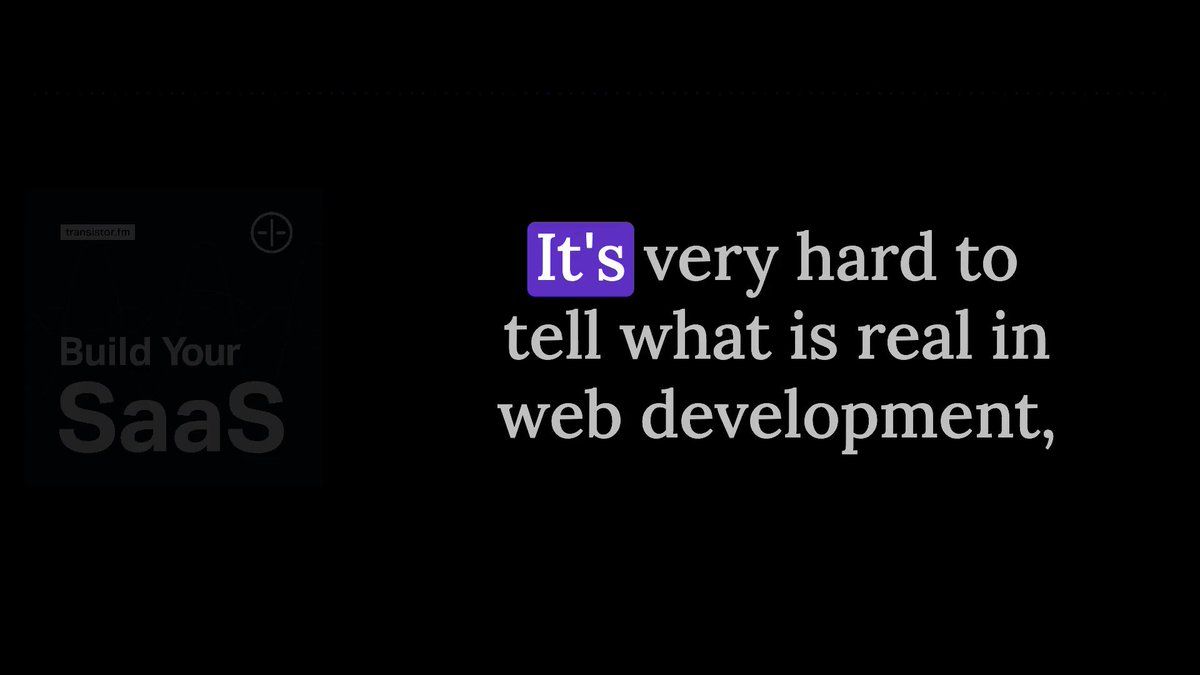 transistor.fm
Build Your
SaaS
It's very hard to
tell what is real in
web development,